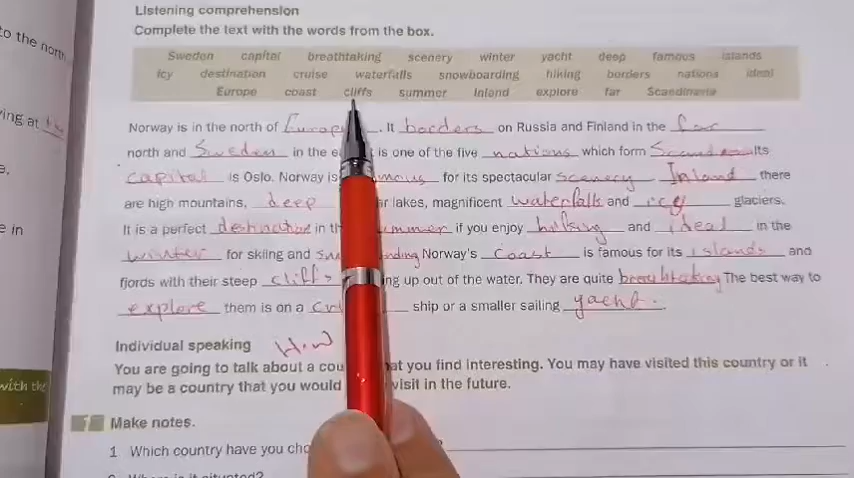 to the north
ving at the
e in
with the
Listening comprehension
Complete the text with the words from the box.
Sweden capital breathtaking scenery winter yacht deep famous islands
icy destination cruise waterfalls snowboarding hiking borders nations ideal
Europe coast cliffs summer inland explore far Scandinavia
Norway is in the north of Europ . It borders on Russia and Finland in the far
north and Sweden in the is one of the five nations which form Its
capital is Oslo. Norway is for its spectacular scenery Inland there
are high mountains, deep lakes, magnificent waterfalls and icy glaciers.
It is a perfect in if you enjoy and ideal in the
winter for skiing and Norway's coast is famous for its islands and
fjords with their steep cliffs up out of the water. They are quite breathtaking The best way to
explore them is on a ship or a smaller sailing yacht.
Individual speaking H.W
You are going to talk about a cou at you find interesting. You may have visited this country or it
may be a country that you would visit in the future.
1 Make notes.
1 Which country have you cho